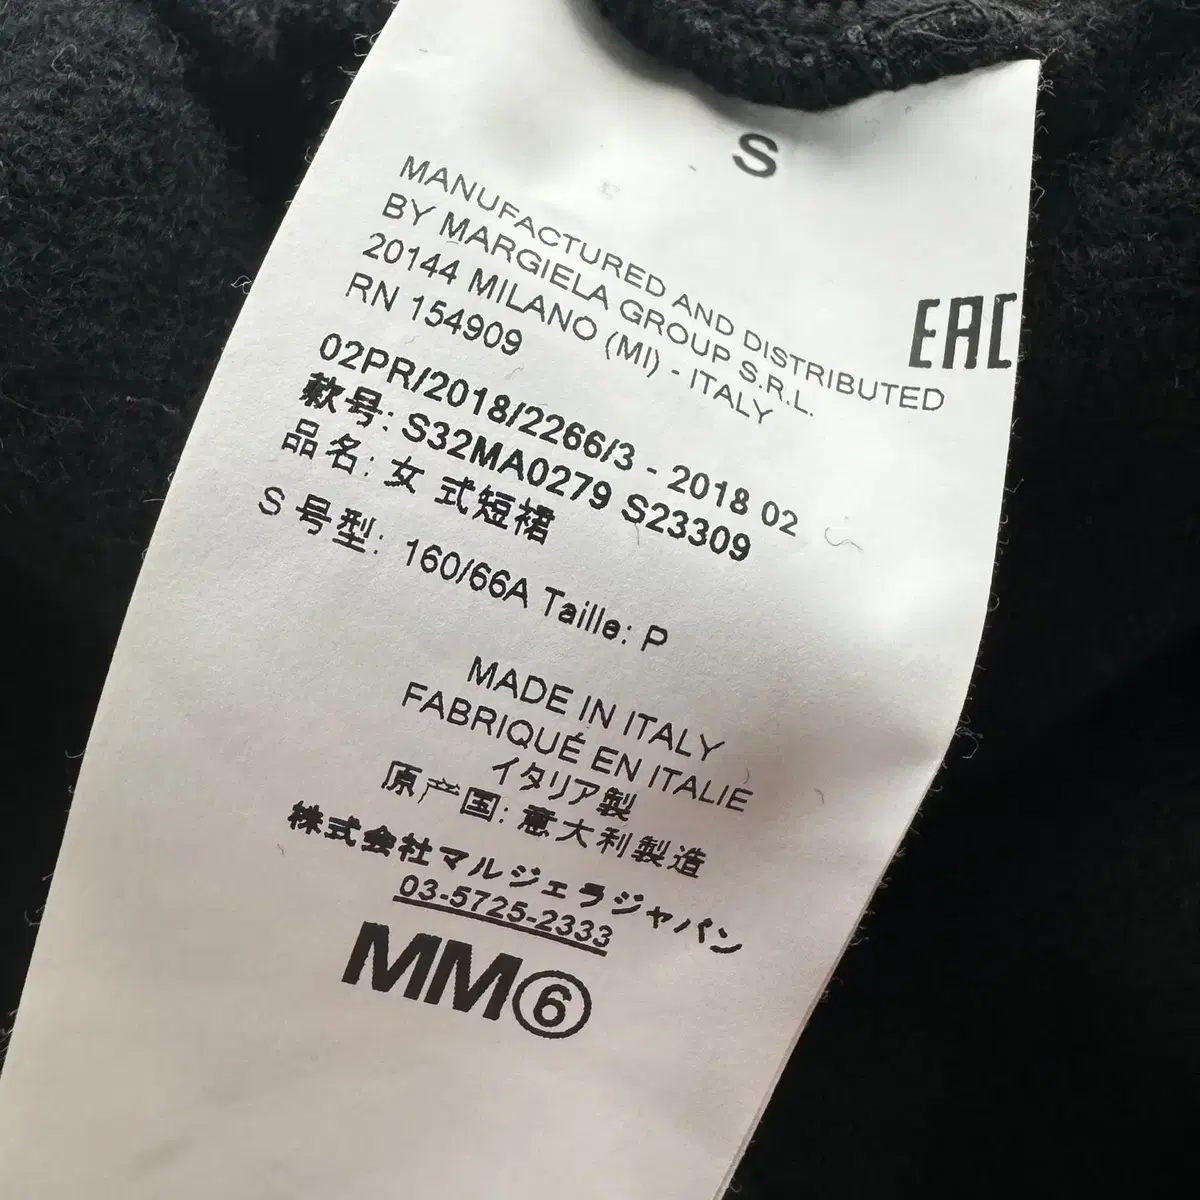 S
MANUFACTURED AND DISTRIBUTED
BY MARGIELA GROUP S.R.L.
20144 MILANO (MI) - ITALY
RN 154909
EAC
02PR/2018/2266/3 - 2018 02
款号: S32MA0279 S23309
品名: 女 式短裙
S 号型: 160/66A Taille: P
MADE IN ITALY
FABRIQUÉ EN ITALIE
イタリア製
原产国: 意大利製造
株式会社マルジェラジャパン
03-5725-2333
MM⑥